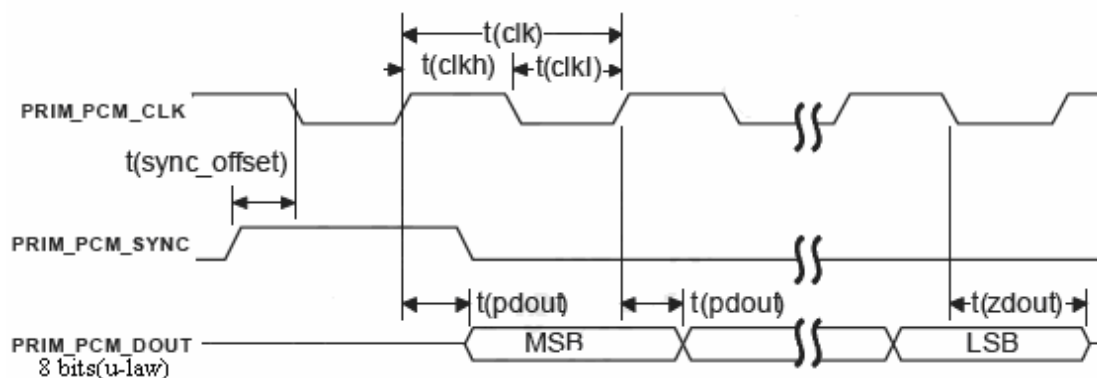 t(clk)
t(clkh) t(clkl)
PRIM_PCM_CLK
t(sync_offset)
PRIM_PCM_SYNC
t(pdout) t(pdout) t(zdout)
PRIM_PCM_DOUT MSB LSB
8 bits(u-law)